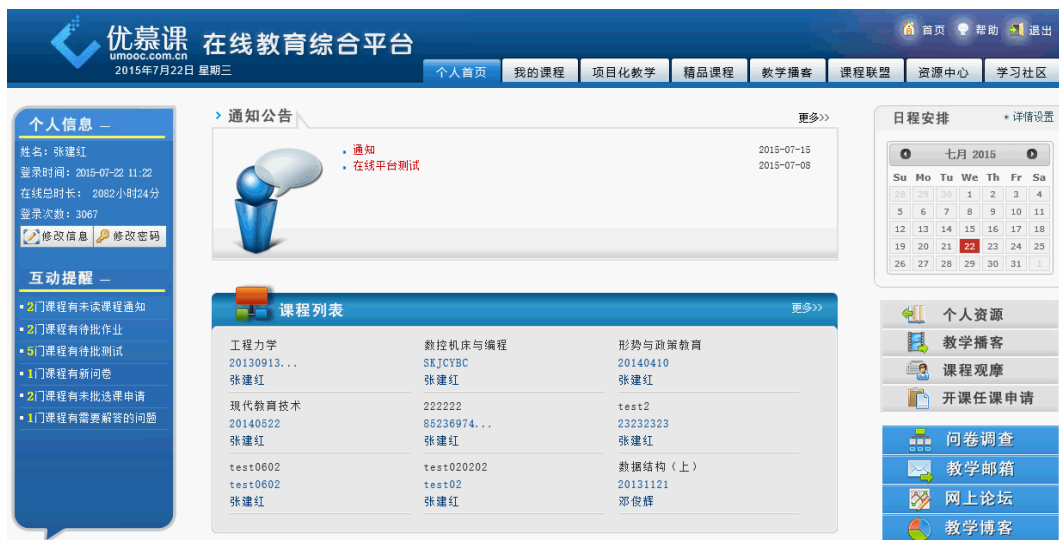 优慕课 在线教育综合平台
umooc.com.cn
2015年7月22日 星期三
首页 帮助 退出
个人首页 我的课程 项目化教学 精品课程 教学播客 课程联盟 资源中心 学习社区
个人信息
姓名：张建红
登录时间：2015-07-22 11:22
在线总时长： 2082小时24分
登录次数：3067
修改信息 修改密码
互动提醒
2门课程有未读课程通知
2门课程有待批作业
5门课程有待批测试
1门课程有新问卷
2门课程有未批选课申请
1门课程有需要解答的问题
通知公告 更多>>
通知 2015-07-15
在线平台测试 2015-07-08
课程列表 更多>>
工程力学 数控机床与编程 形势与政策教育
20130913... SKJCYBC 20140410
张建红 张建红 张建红
现代教育技术 222222 test2
20140522 85236974... 23232323
张建红 张建红 张建红
test0602 test020202 数据结构（上）
test0602 test02 20131121
张建红 张建红 邓俊辉
日程安排 详情设置
七月 2015
Su Mo Tu We Th Fr Sa
28 29 30 1 2 3 4
5 6 7 8 9 10 11
12 13 14 15 16 17 18
19 20 21 22 23 24 25
26 27 28 29 30 31 1
个人资源
教学播客
课程观摩
开课任课申请
问卷调查
教学邮箱
网上论坛
教学博客